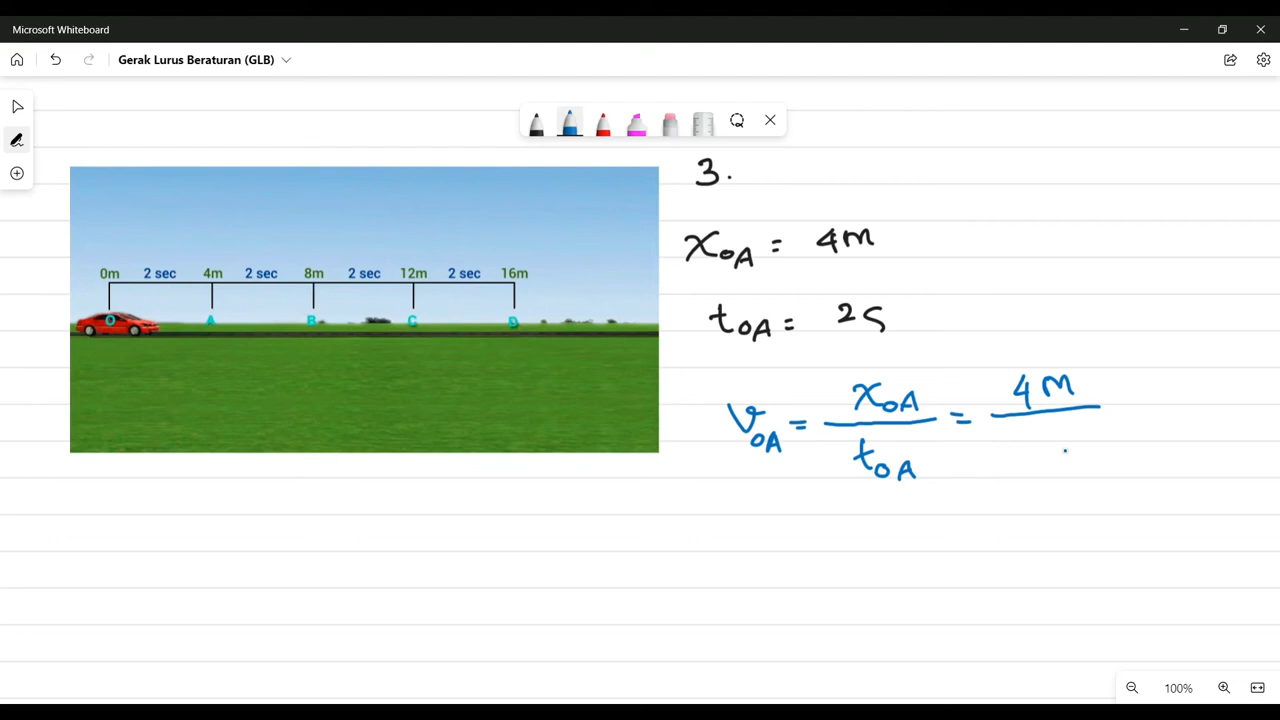 Microsoft Whiteboard
Gerak Lurus Beraturan (GLB)
3.
x_OA = 4m
t_OA = 2s
v_OA = x_OA / t_OA = 4m
0m 2 sec 4m 2 sec 8m 2 sec 12m 2 sec 16m
O A B C D
100%